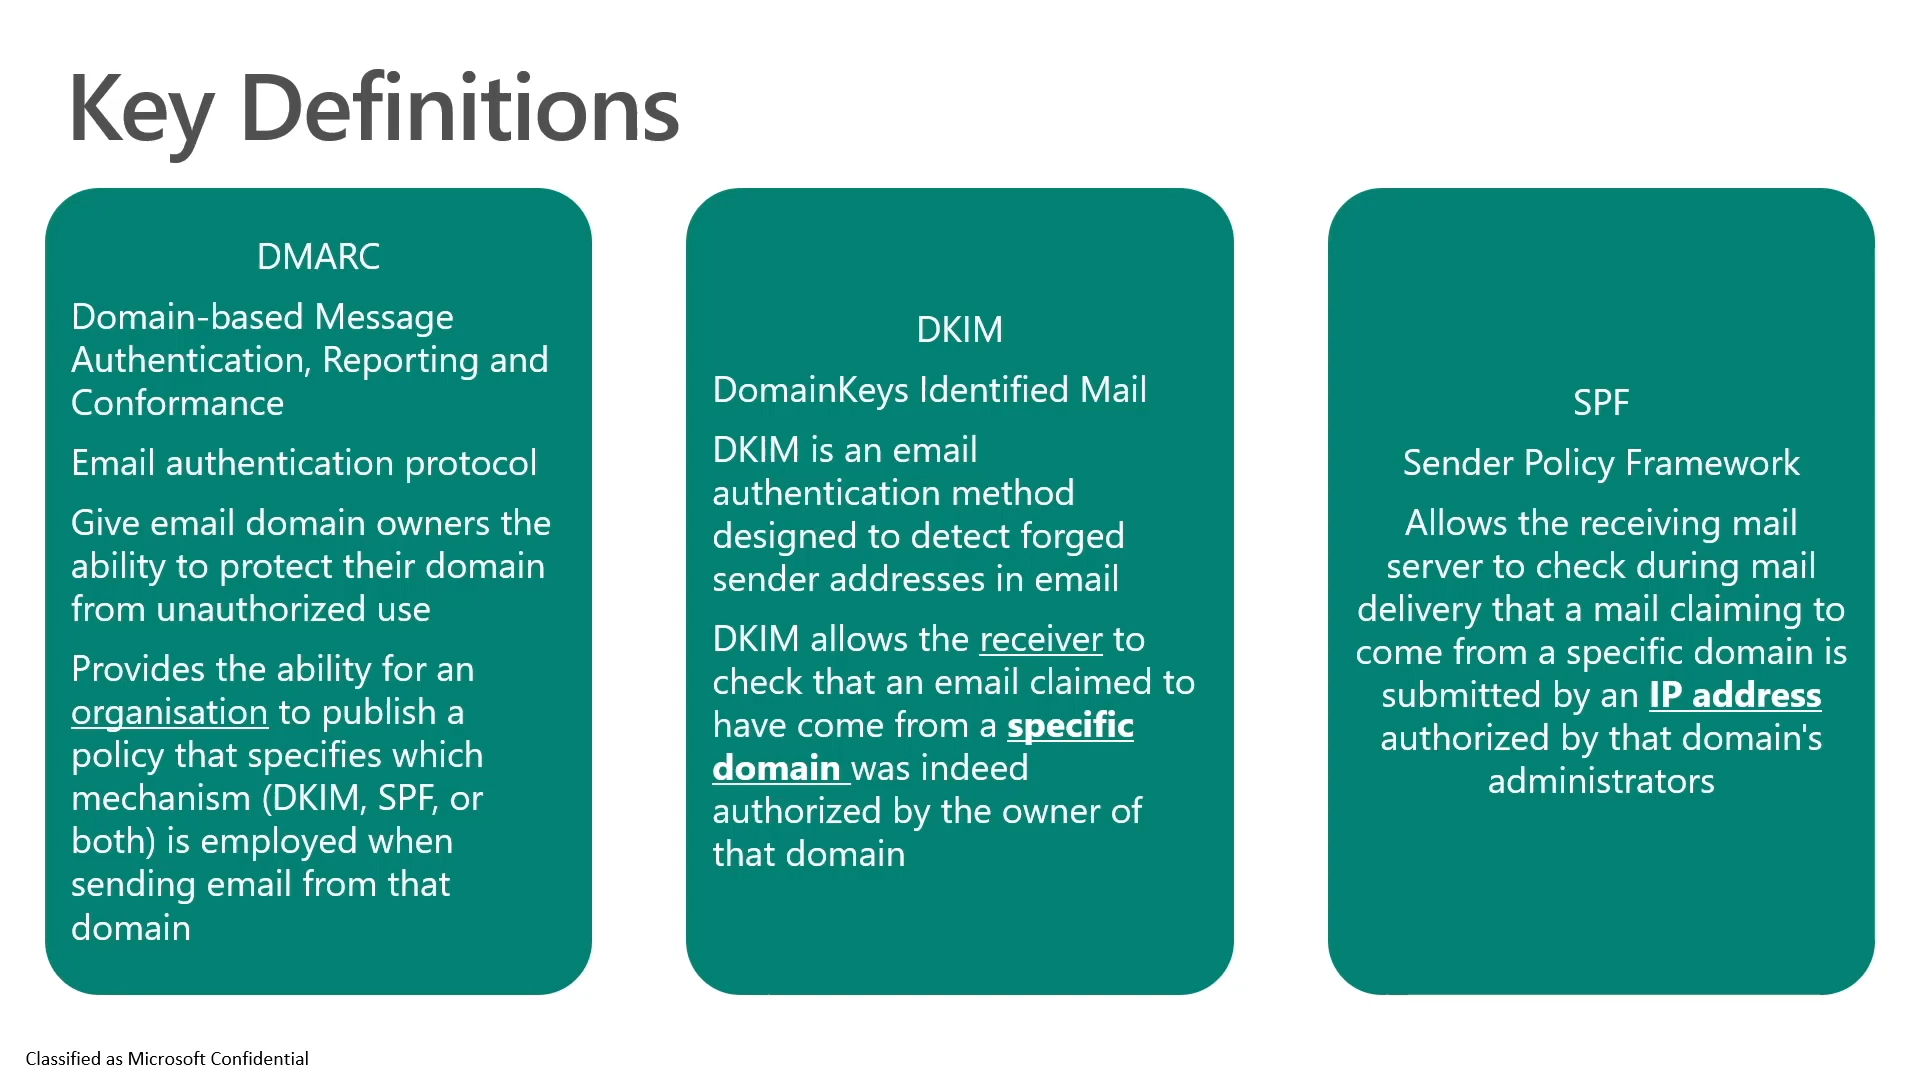 Key Definitions
DMARC
Domain-based Message
Authentication, Reporting and
Conformance
Email authentication protocol
Give email domain owners the
ability to protect their domain
from unauthorized use
Provides the ability for an
organisation to publish a
policy that specifies which
mechanism (DKIM, SPF, or
both) is employed when
sending email from that
domain
DKIM
DomainKeys Identified Mail
DKIM is an email
authentication method
designed to detect forged
sender addresses in email
DKIM allows the receiver to
check that an email claimed to
have come from a specific
domain was indeed
authorized by the owner of
that domain
SPF
Sender Policy Framework
Allows the receiving mail
server to check during mail
delivery that a mail claiming to
come from a specific domain is
submitted by an IP address
authorized by that domain's
administrators
Classified as Microsoft Confidential